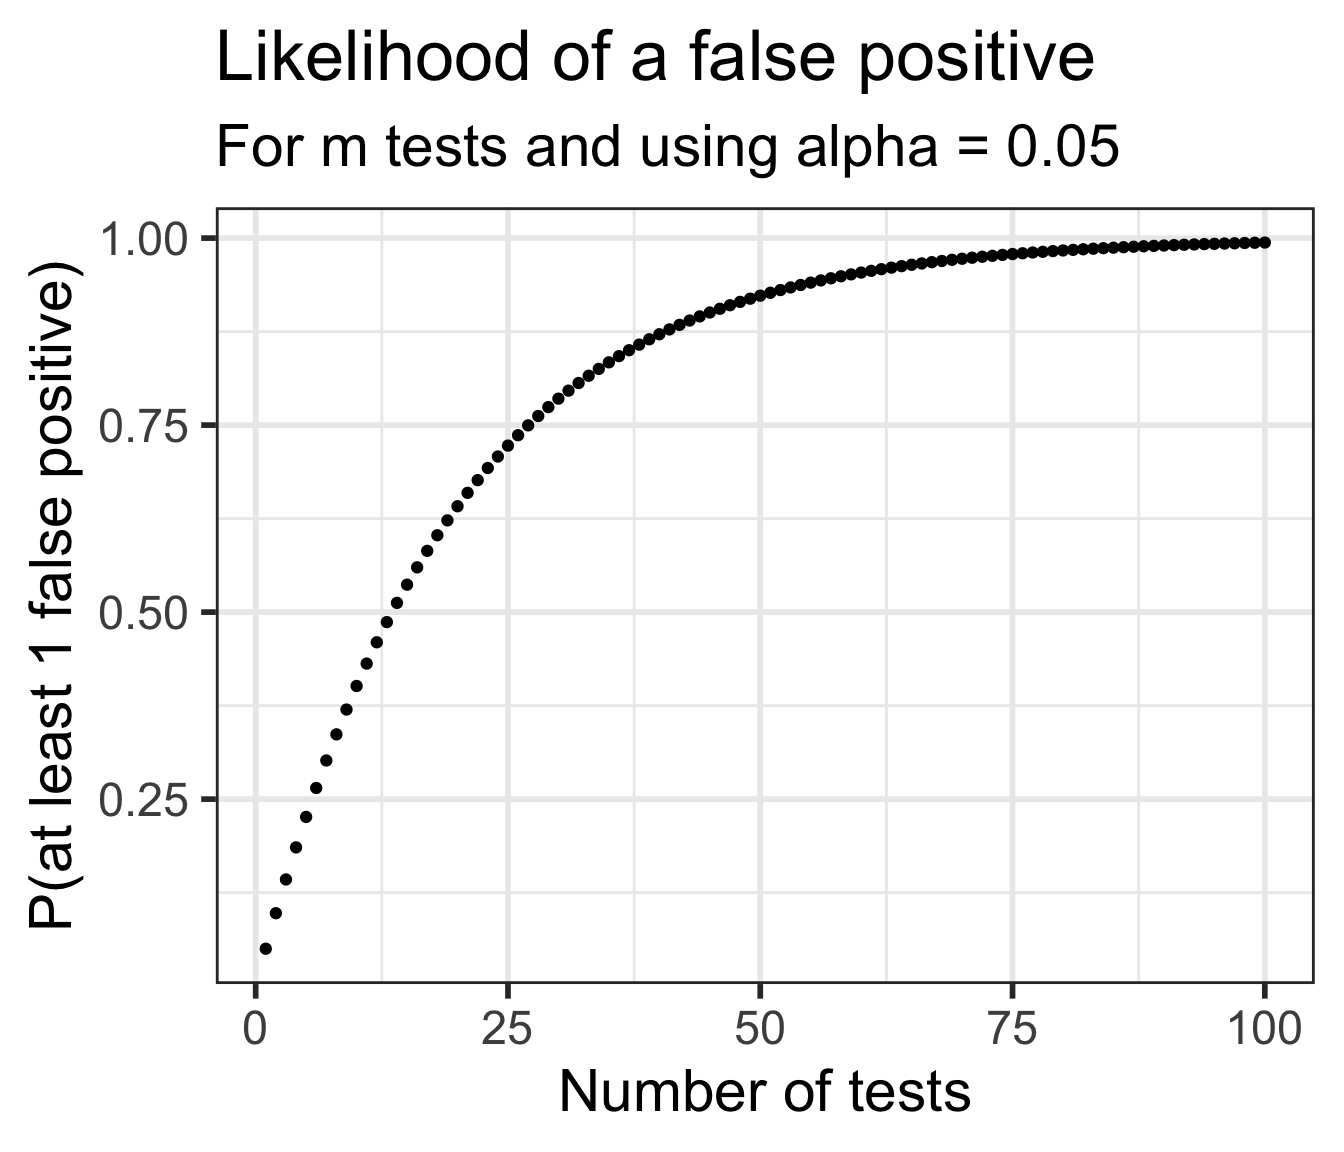 Likelihood of a false positive
For m tests and using alpha = 0.05
P(at least 1 false positive)
1.00
0.75
0.50
0.25
0 25 50 75 100
Number of tests